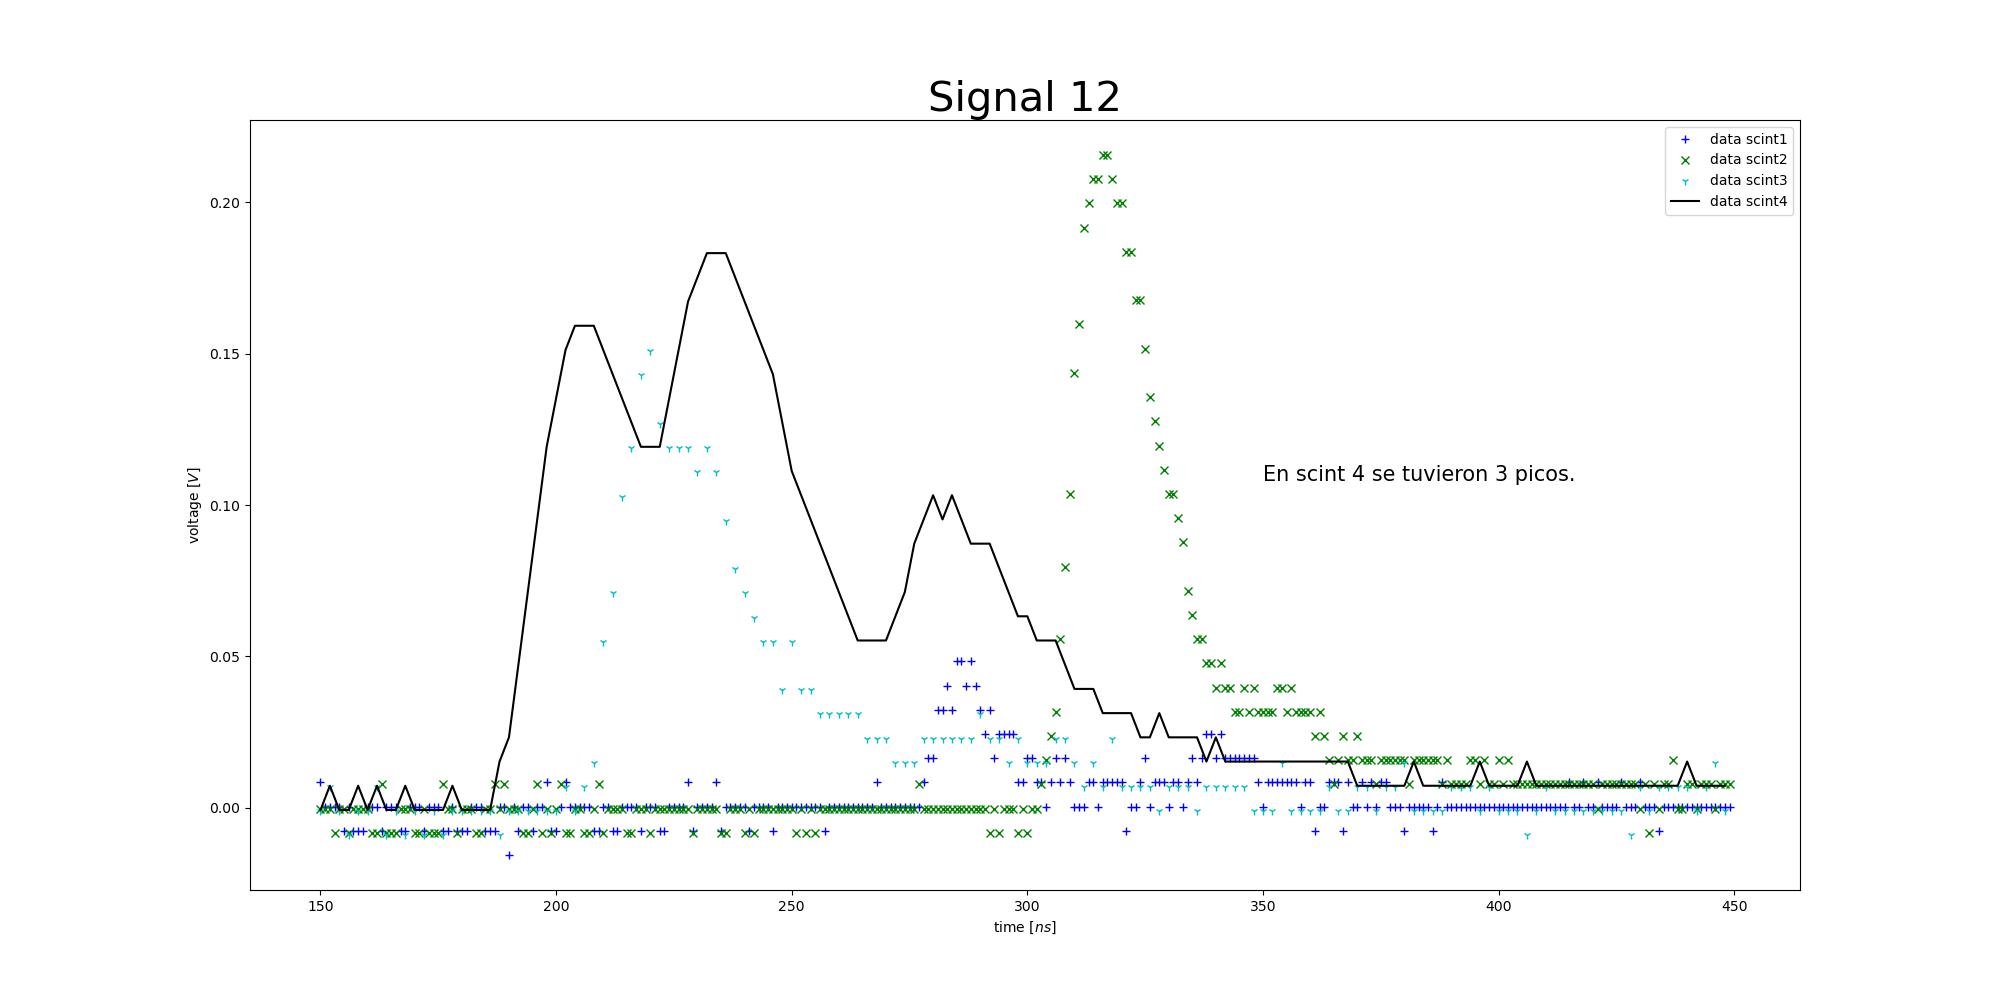 Signal 12
data scint1
data scint2
data scint3
data scint4
0.20
0.15
0.10
0.05
0.00
voltage [V]
En scint 4 se tuvieron 3 picos.
150 200 250 300 350 400 450
time [ns]